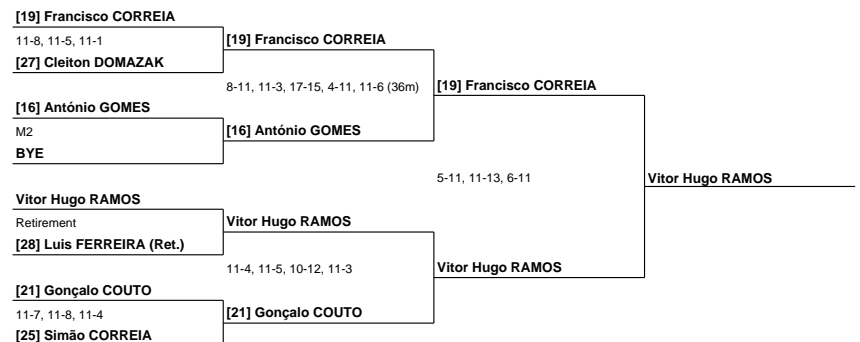 [19] Francisco CORREIA
11-8, 11-5, 11-1
[27] Cleiton DOMAZAK
[16] António GOMES
M2
BYE
Vitor Hugo RAMOS
Retirement
[28] Luis FERREIRA (Ret.)
[21] Gonçalo COUTO
11-7, 11-8, 11-4
[25] Simão CORREIA
[19] Francisco CORREIA
8-11, 11-3, 17-15, 4-11, 11-6 (36m)
[16] António GOMES
Vitor Hugo RAMOS
11-4, 11-5, 10-12, 11-3
[21] Gonçalo COUTO
[19] Francisco CORREIA
5-11, 11-13, 6-11
Vitor Hugo RAMOS
Vitor Hugo RAMOS